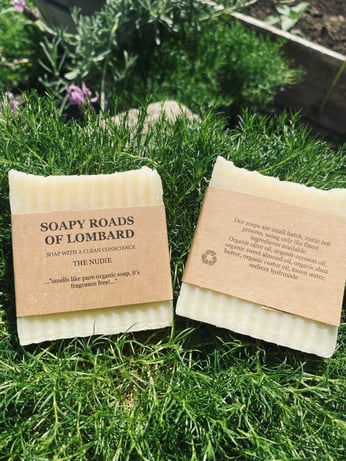 SOAPY ROADS
OF LOMBARD
SOAP WITH A CLEAN CONSCIENCE
THE NUDIE
"smells like pure organic soap, it's
fragrance free!..."
Our soaps are small batch, rustic hot
process, using only the finest
ingredients available:
Organic olive oil, organic coconut oil,
organic sweet almond oil, organic shea
butter, organic castor oil, moon water,
sodium hydroxide